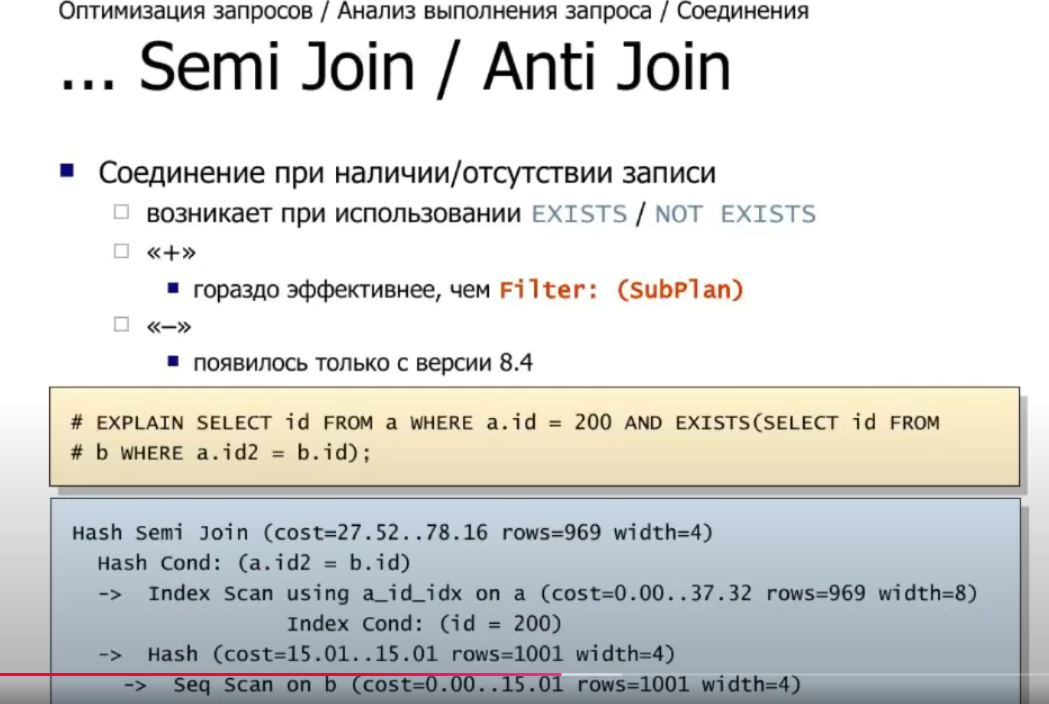 Оптимизация запросов / Анализ выполнения запроса / Соединения
... Semi Join / Anti Join
Соединение при наличии/отсутствии записи
возникает при использовании EXISTS / NOT EXISTS
«+»
гораздо эффективнее, чем Filter: (SubPlan)
«−»
появилось только с версии 8.4
# EXPLAIN SELECT id FROM a WHERE a.id = 200 AND EXISTS(SELECT id FROM
# b WHERE a.id2 = b.id);
Hash Semi Join (cost=27.52..78.16 rows=969 width=4)
Hash Cond: (a.id2 = b.id)
-> Index Scan using a_id_idx on a (cost=0.00..37.32 rows=969 width=8)
Index Cond: (id = 200)
-> Hash (cost=15.01..15.01 rows=1001 width=4)
-> Seq Scan on b (cost=0.00..15.01 rows=1001 width=4)